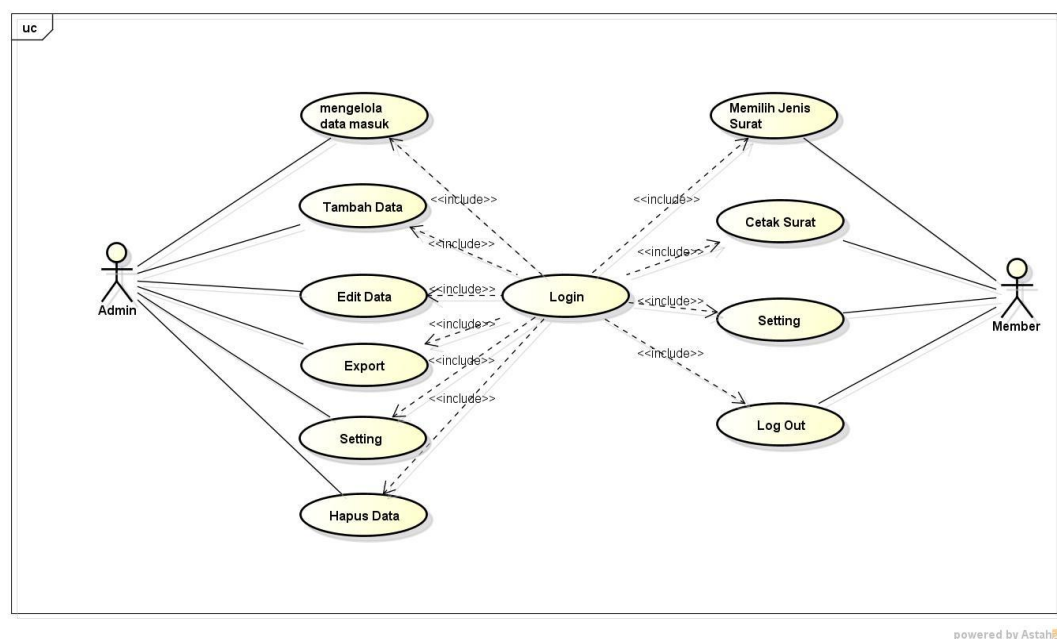 uc
mengelola
data masuk
Memilih Jenis
Surat
<<include>>
<<include>>
Tambah Data
Cetak Surat
<<include>>
<<include>>
Admin
Edit Data
<<include>>
Login
<<include>>
Setting
Member
<<include>>
Export
<<include>>
<<include>>
<<include>>
Setting
Log Out
Hapus Data
powered by Astah